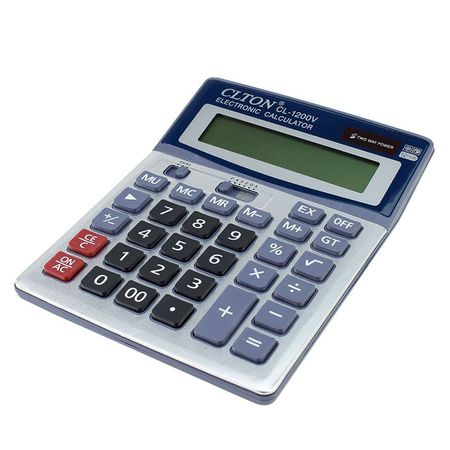 CLTON® CL-1200V
ELECTRONIC CALCULATOR
TWO WAY POWER
MU MC MR M- EX OFF
▶ 7 8 9 M+ GT
+/- 4 5 6 % √
CE/C 1 2 3 × ÷
ON/AC 0 00 • + − =